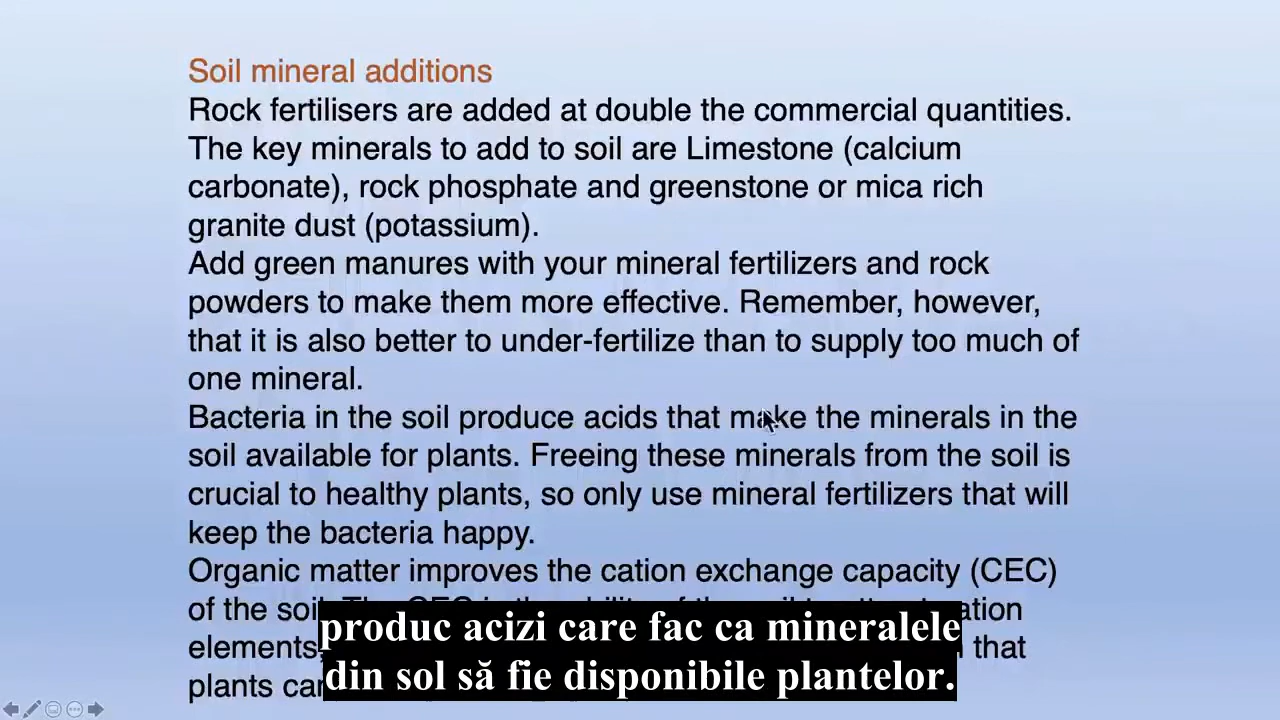 Soil mineral additions
Rock fertilisers are added at double the commercial quantities.
The key minerals to add to soil are Limestone (calcium
carbonate), rock phosphate and greenstone or mica rich
granite dust (potassium).
Add green manures with your mineral fertilizers and rock
powders to make them more effective. Remember, however,
that it is also better to under-fertilize than to supply too much of
one mineral.
Bacteria in the soil produce acids that make the minerals in the
soil available for plants. Freeing these minerals from the soil is
crucial to healthy plants, so only use mineral fertilizers that will
keep the bacteria happy.
Organic matter improves the cation exchange capacity (CEC)
of the
elements, that
plants
produc acizi care fac ca mineralele
din sol să fie disponibile plantelor.